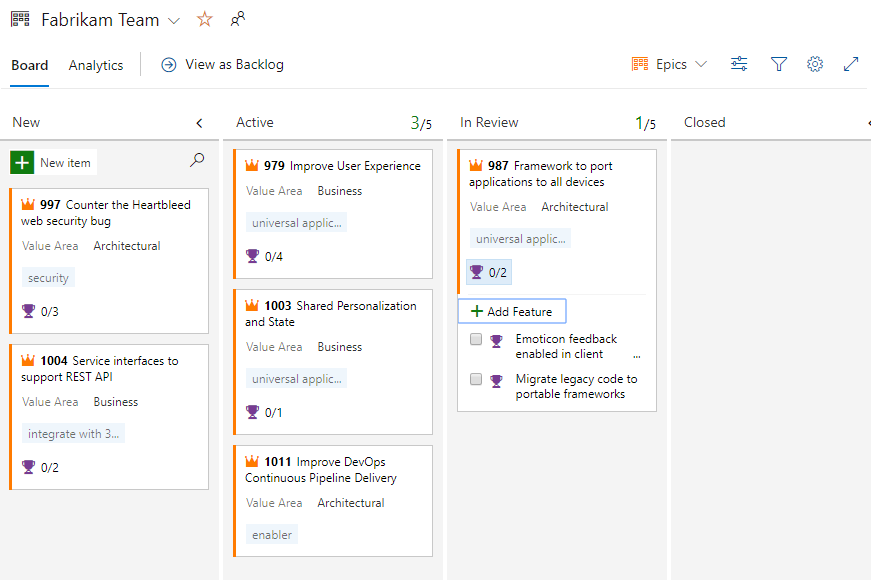 Fabrikam Team
Board Analytics View as Backlog Epics
New Active 3/5 In Review 1/5 Closed
New item
997 Counter the Heartbleed
web security bug
Value Area Architectural
security
0/3
1004 Service interfaces to
support REST API
Value Area Business
integrate with 3...
0/2
979 Improve User Experience
Value Area Business
universal applic...
0/4
1003 Shared Personalization
and State
Value Area Business
universal applic...
0/1
1011 Improve DevOps
Continuous Pipeline Delivery
Value Area Architectural
enabler
987 Framework to port
applications to all devices
Value Area Architectural
universal applic...
0/2
Add Feature
Emoticon feedback
enabled in client ...
Migrate legacy code to
portable frameworks